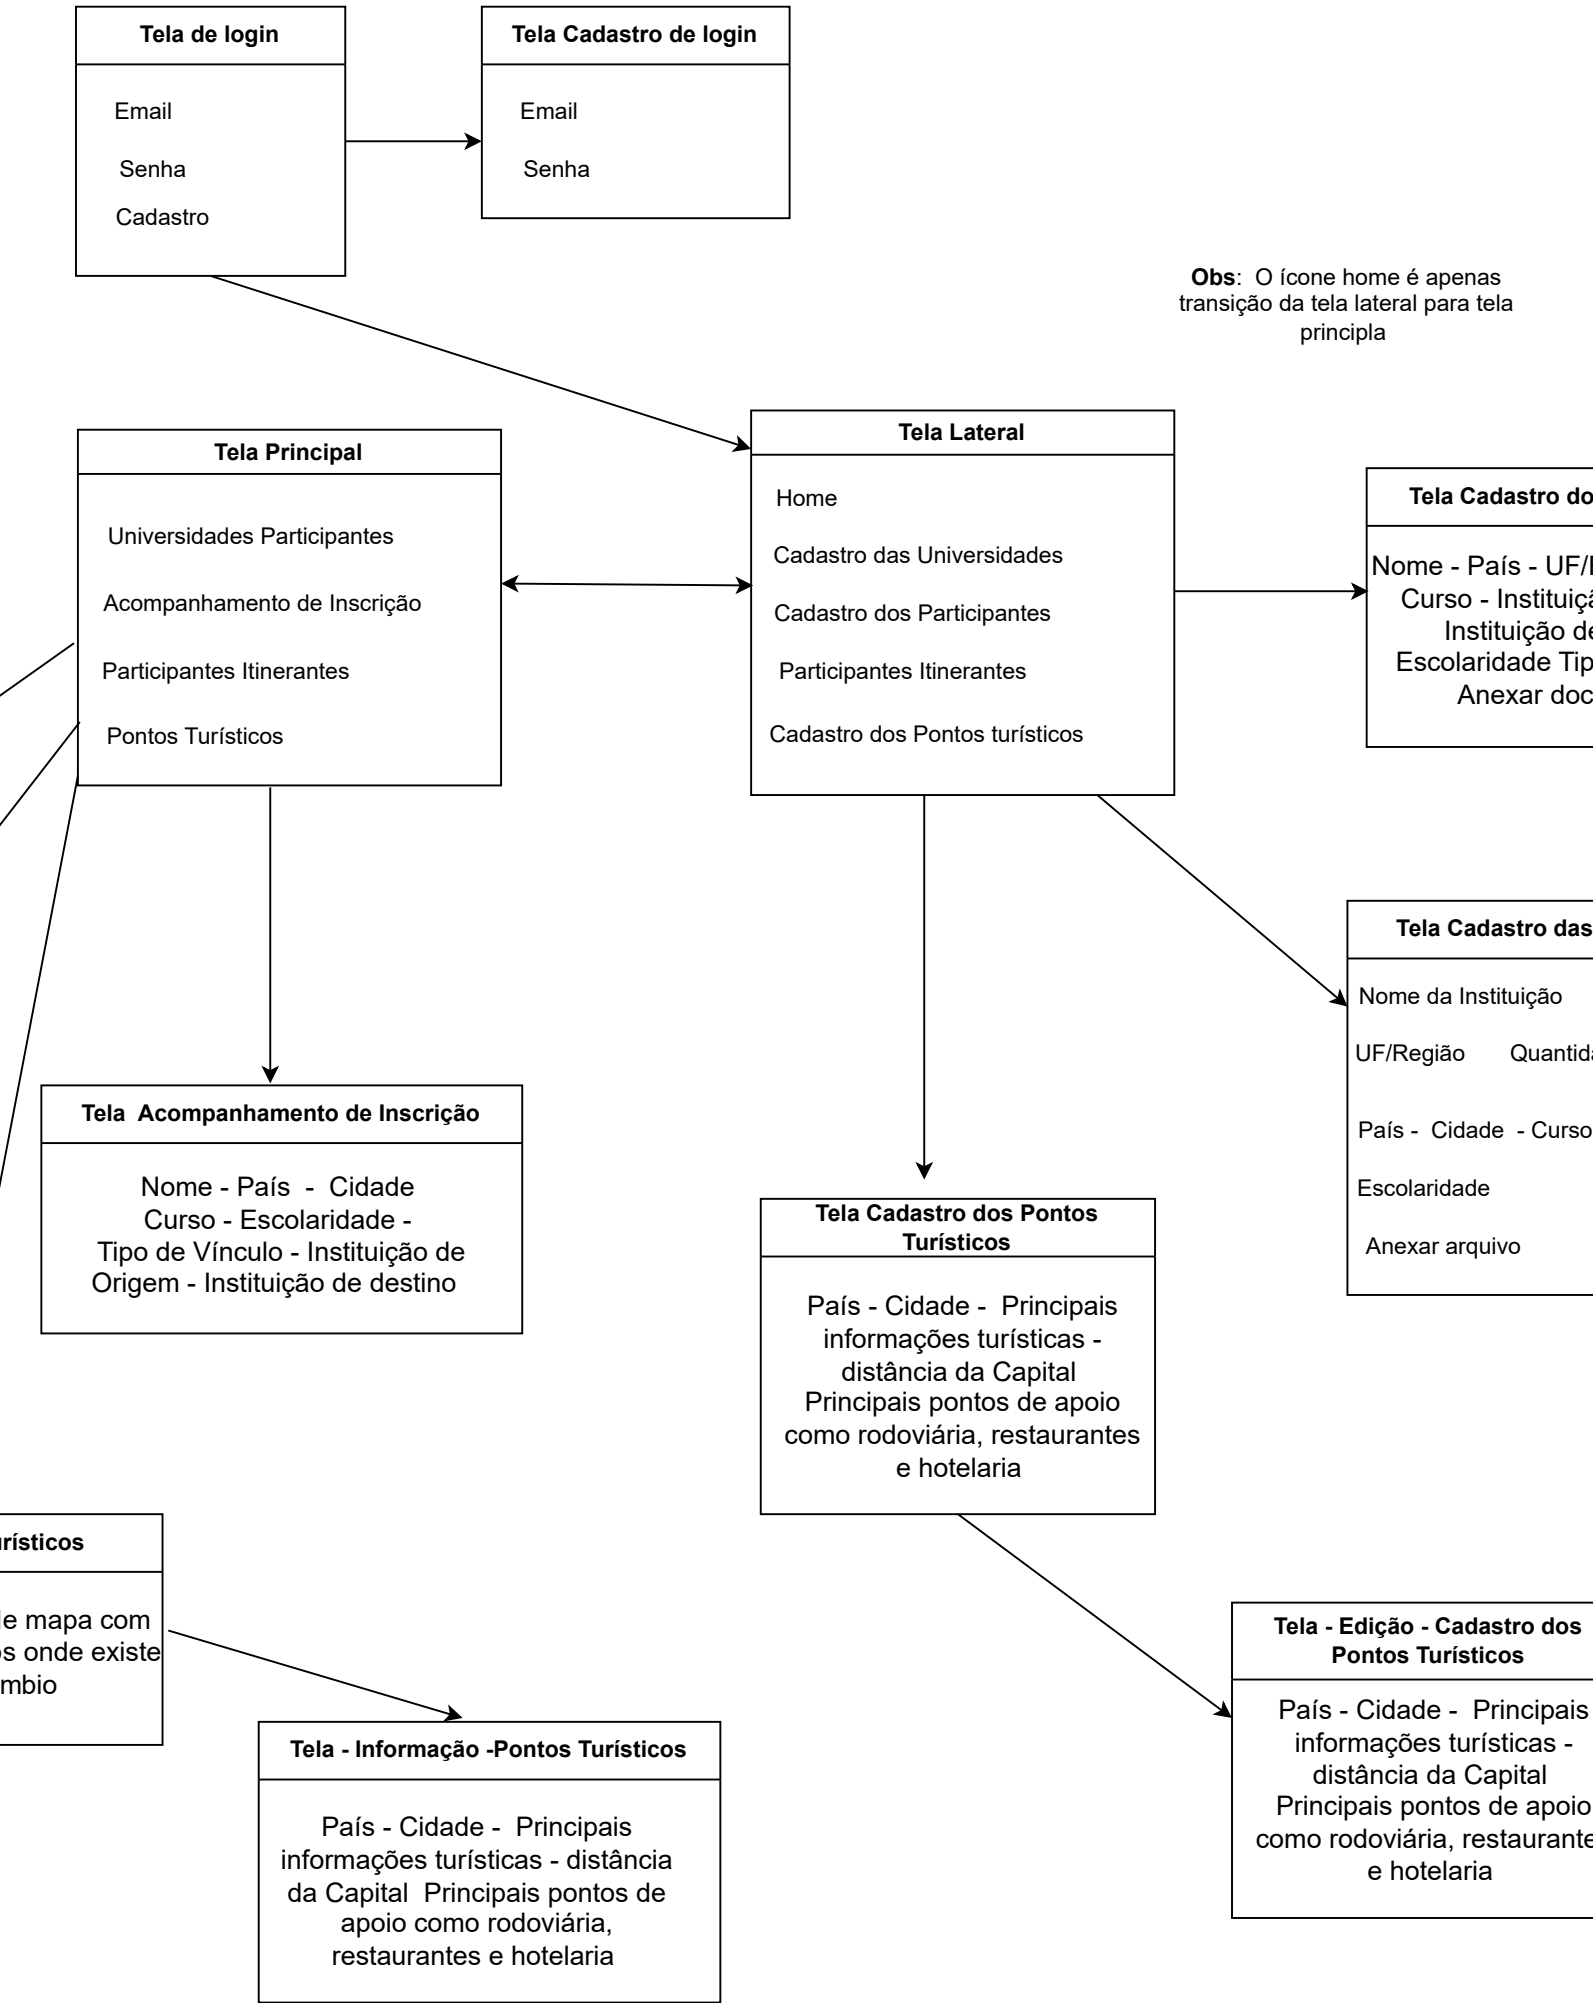 Tela de login
Email
Senha
Cadastro
Tela Cadastro de login
Email
Senha
Obs:  O ícone home é apenas
transição da tela lateral para tela
principla
Tela Principal
Universidades Participantes
Acompanhamento de Inscrição
Participantes Itinerantes
Pontos Turísticos
Tela Lateral
Home
Cadastro das Universidades
Cadastro dos Participantes
Participantes Itinerantes
Cadastro dos Pontos turísticos
Tela Cadastro do
Nome - País - UF/
Curso - 
Instituição
Escolaridade
Anexar
Tela Cadastro das
Nome da Instituição
UF/Região
País -  Cidade  - Curso
Escolaridade
Anexar arquivo
Tela  Acompanhamento de Inscrição
Nome - País  -  Cidade
Curso - Escolaridade -
Tipo de Vínculo - Instituição de
Origem - Instituição de destino
Tela Cadastro dos Pontos
Turísticos
País - Cidade -  Principais
informações turísticas -
distância da Capital
Principais pontos de apoio
como rodoviária, restaurantes
e hotelaria
rísticos
mapa com
onde existe
mbio
Tela - Informação -Pontos Turísticos
País - Cidade -  Principais
informações turísticas - distância
da Capital  Principais pontos de
apoio como rodoviária,
restaurantes e hotelaria
Tela - Edição - Cadastro dos
Pontos Turísticos
País - Cidade -  Principais
informações turísticas -
distância da Capital
Principais pontos de apoio
como rodoviária,
e hotelaria